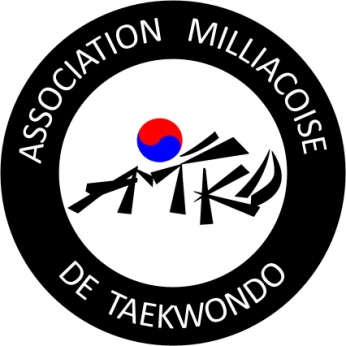 ASSOCIATION MILLIACOISE
AMTKD
DE TAEKWONDO